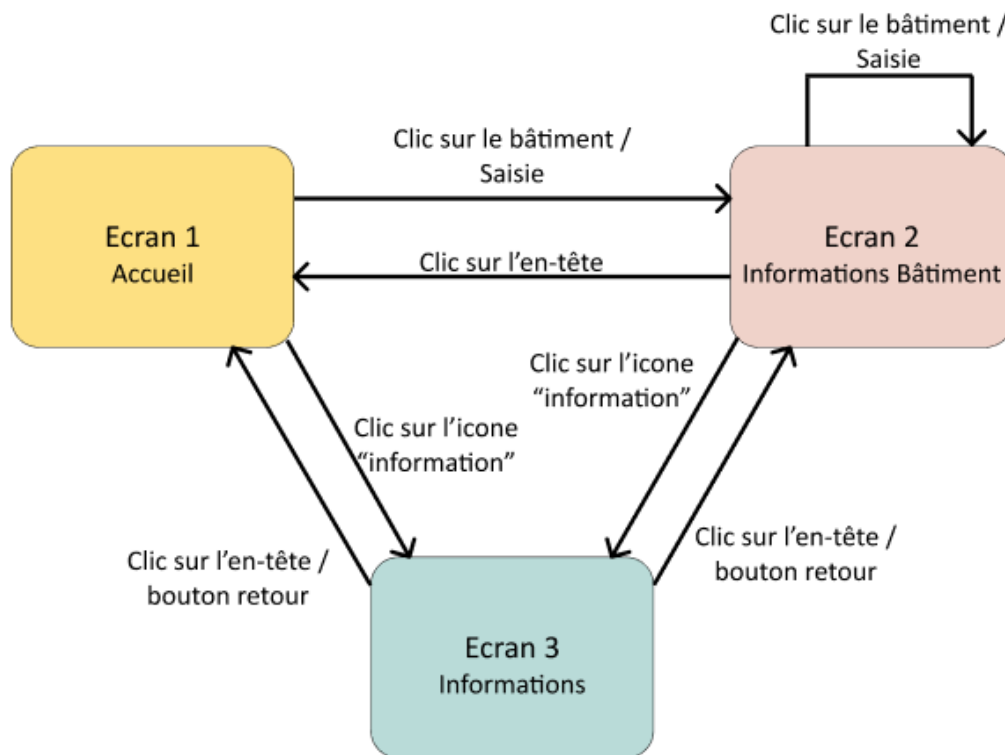 Clic sur le bâtiment /
Saisie
Clic sur le bâtiment /
Saisie
Ecran 1
Accueil
Ecran 2
Informations Bâtiment
Clic sur l’en-tête
Clic sur l’icone
“information”
Clic sur l’icone
“information”
Clic sur l’en-tête /
bouton retour
Clic sur l’en-tête /
bouton retour
Ecran 3
Informations